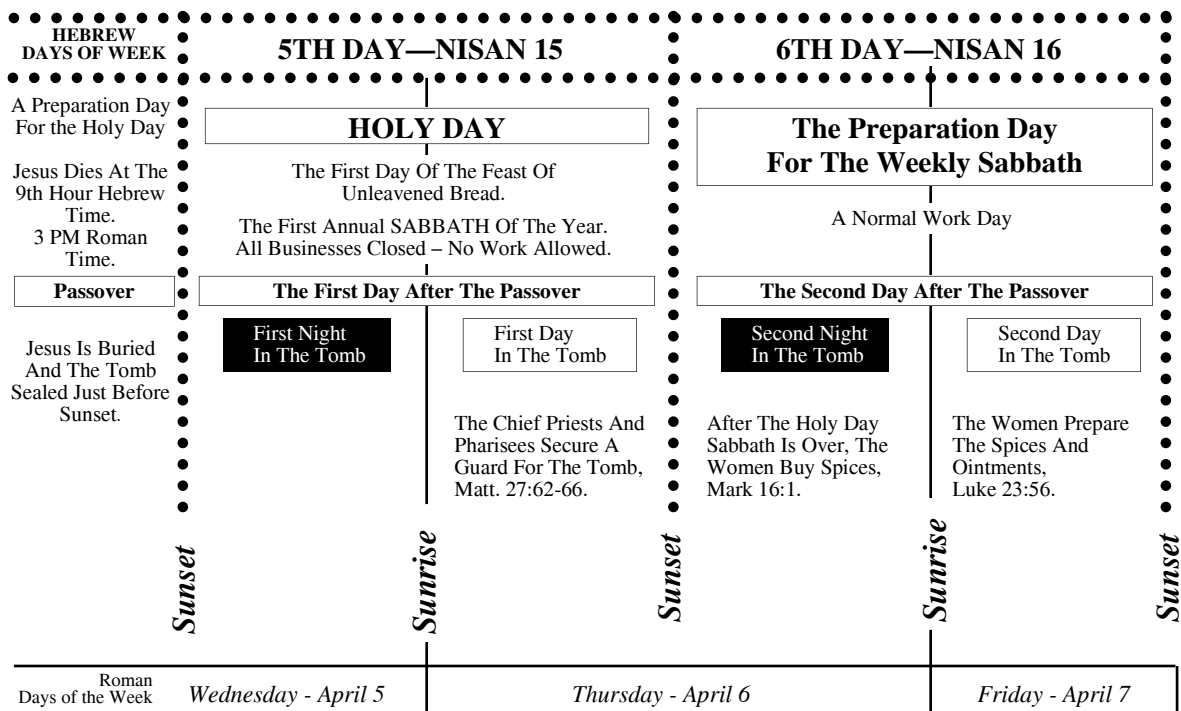 HEBREW
DAYS OF WEEK
5TH DAY—NISAN 15
6TH DAY—NISAN 16
A Preparation Day
For the Holy Day
Jesus Dies At The
9th Hour Hebrew
Time.
3 PM Roman
Time.
Passover
Jesus Is Buried
And The Tomb
Sealed Just Before
Sunset.
HOLY DAY
The First Day Of The Feast Of
Unleavened Bread.
The First Annual SABBATH Of The Year.
All Businesses Closed – No Work Allowed.
The First Day After The Passover
First Night
In The Tomb
First Day
In The Tomb
The Chief Priests And
Pharisees Secure A
Guard For The Tomb,
Matt. 27:62-66.
The Preparation Day
For The Weekly Sabbath
A Normal Work Day
The Second Day After The Passover
Second Night
In The Tomb
Second Day
In The Tomb
After The Holy Day
Sabbath Is Over, The
Women Buy Spices,
Mark 16:1.
The Women Prepare
The Spices And
Ointments,
Luke 23:56.
Sunset
Sunrise
Sunset
Sunrise
Sunset
Roman
Days of the Week
Wednesday - April 5
Thursday - April 6
Friday - April 7